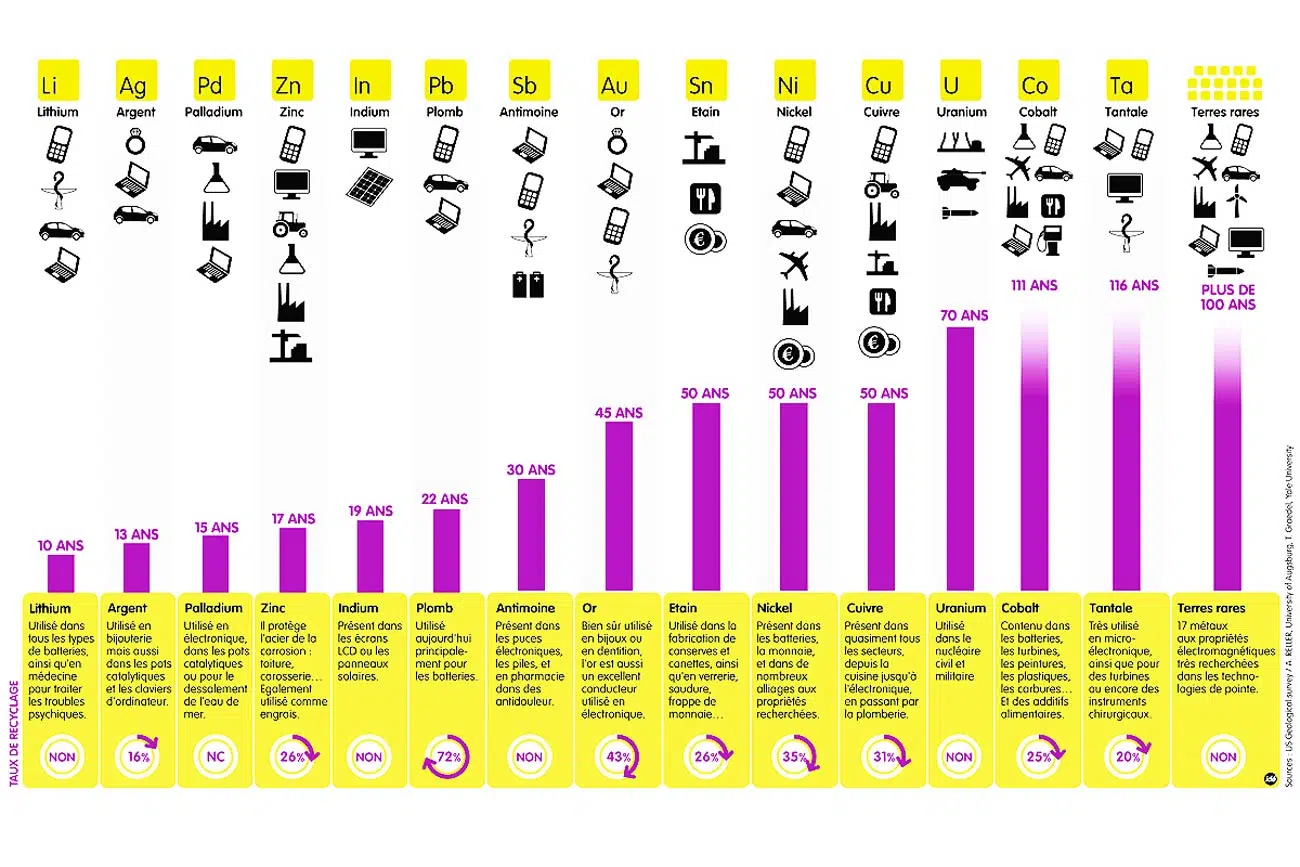 Li
Lithium
Ag
Argent
Pd
Palladium
Zn
Zinc
In
Indium
Pb
Plomb
Sb
Antimoine
Au
Or
Sn
Etain
Ni
Nickel
Cu
Cuivre
U
Uranium
Co
Cobalt
Ta
Tantale
Terres rares
10 ANS
13 ANS
15 ANS
17 ANS
19 ANS
22 ANS
30 ANS
45 ANS
50 ANS
50 ANS
50 ANS
70 ANS
111 ANS
116 ANS
PLUS DE
100 ANS
TAUX DE RECYCLAGE
Lithium
Utilisé dans
tous les types
de batteries,
ainsi qu'en
médecine
pour traiter
les troubles
psychiques.
NON
Argent
Utilisé en
bijouterie
mais aussi
dans les pots
catalytiques
et les claviers
d'ordinateur.
16%
Palladium
Utilisé en
électronique,
dans les pots
catalytiques
ou pour le
dessalement
de l'eau de
mer.
NC
Zinc
Il protège
l'acier de la
corrosion :
toiture,
carosserie...
Egalement
utilisé comme
engrais.
26%
Indium
Présent dans
les écrans
LCD ou les
panneaux
solaires.
NON
Plomb
Utilisé
aujourd'hui
principale-
ment pour
les batteries.
72%
Antimoine
Présent dans
les puces
électroniques,
les piles, et
en pharmacie
dans des
antidouleur.
NON
Or
Bien sûr utilisé
en bijoux ou
en dentition,
l'or est aussi
un excellent
conducteur
utilisé en
électronique.
43%
Etain
Utilisé dans la
fabrication de
conserves et
canettes, ainsi
qu'en verrerie,
soudure,
frappe de
monnaie...
26%
Nickel
Présent dans
les batteries,
la monnaie,
et dans de
nombreux
alliages aux
propriétés
recherchées.
35%
Cuivre
Présent dans
quasiment tous
les secteurs,
depuis la
cuisine jusqu'à
l'électronique,
en passant par
la plomberie.
31%
Uranium
Utilisé
dans le
nucléaire
civil et
militaire
NON
Cobalt
Contenu dans
les batteries,
les turbines,
les peintures,
les plastiques,
les carbures...
Et des additifs
alimentaires.
25%
Tantale
Très utilisé
en micro-
électronique,
ainsi que pour
des turbines
ou encore des
instruments
chirurgicaux.
20%
Terres rares
17 métaux
aux propriétés
électromagnétiques
très recherchées
dans les techno-
logies de pointe.
NON
idé
Sources : US Geological survey / A. RELLER, University of Augsburg, T. Graedel, Yale University